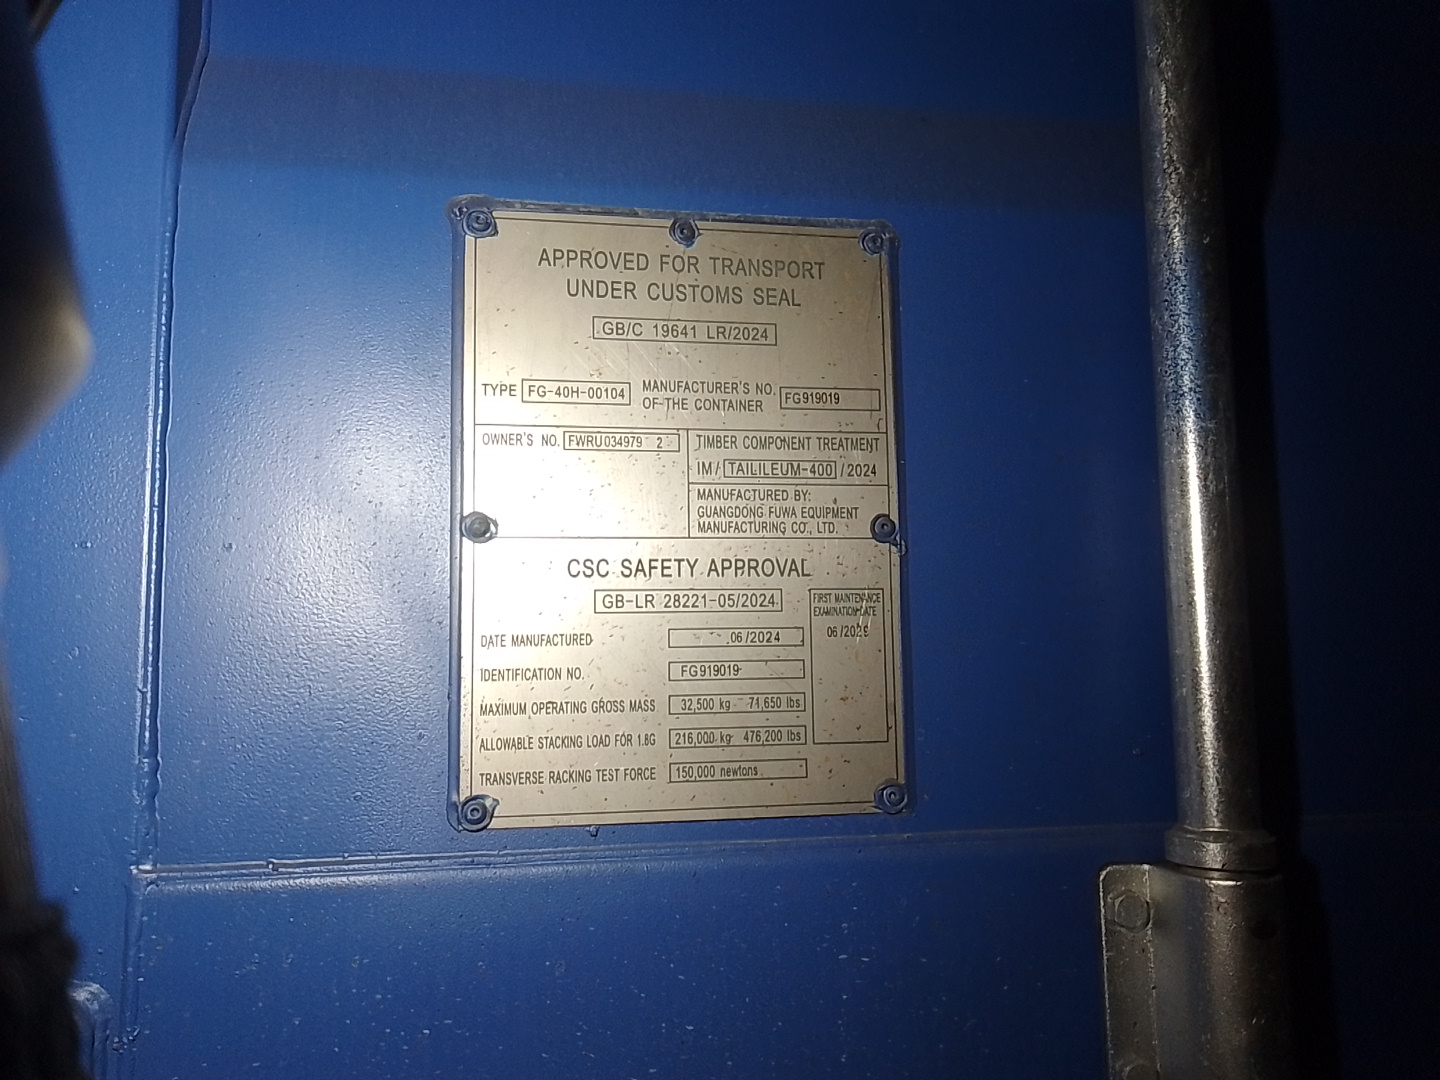 APPROVED FOR TRANSPORT
UNDER CUSTOMS SEAL
GB/C 19641 LR/2024
TYPE FG-40H-00104 MANUFACTURER'S NO. OF THE CONTAINER FG919019
OWNER'S NO. FWRU034979 2
TIMBER COMPONENT TREATMENT
IM/ TAILILEUM-400 /2024
MANUFACTURED BY:
GUANGDONG FUWA EQUIPMENT
MANUFACTURING CO., LTD.
CSC SAFETY APPROVAL
GB-LR 28221-05/2024
FIRST MAINTENANCE
EXAMINATION DATE
06/2029
DATE MANUFACTURED 06/2024
IDENTIFICATION NO. FG919019
MAXIMUM OPERATING GROSS MASS 32,500 kg 71,650 lbs
ALLOWABLE STACKING LOAD FOR 1.8G 216,000 kg 476,200 lbs
TRANSVERSE RACKING TEST FORCE 150,000 newtons